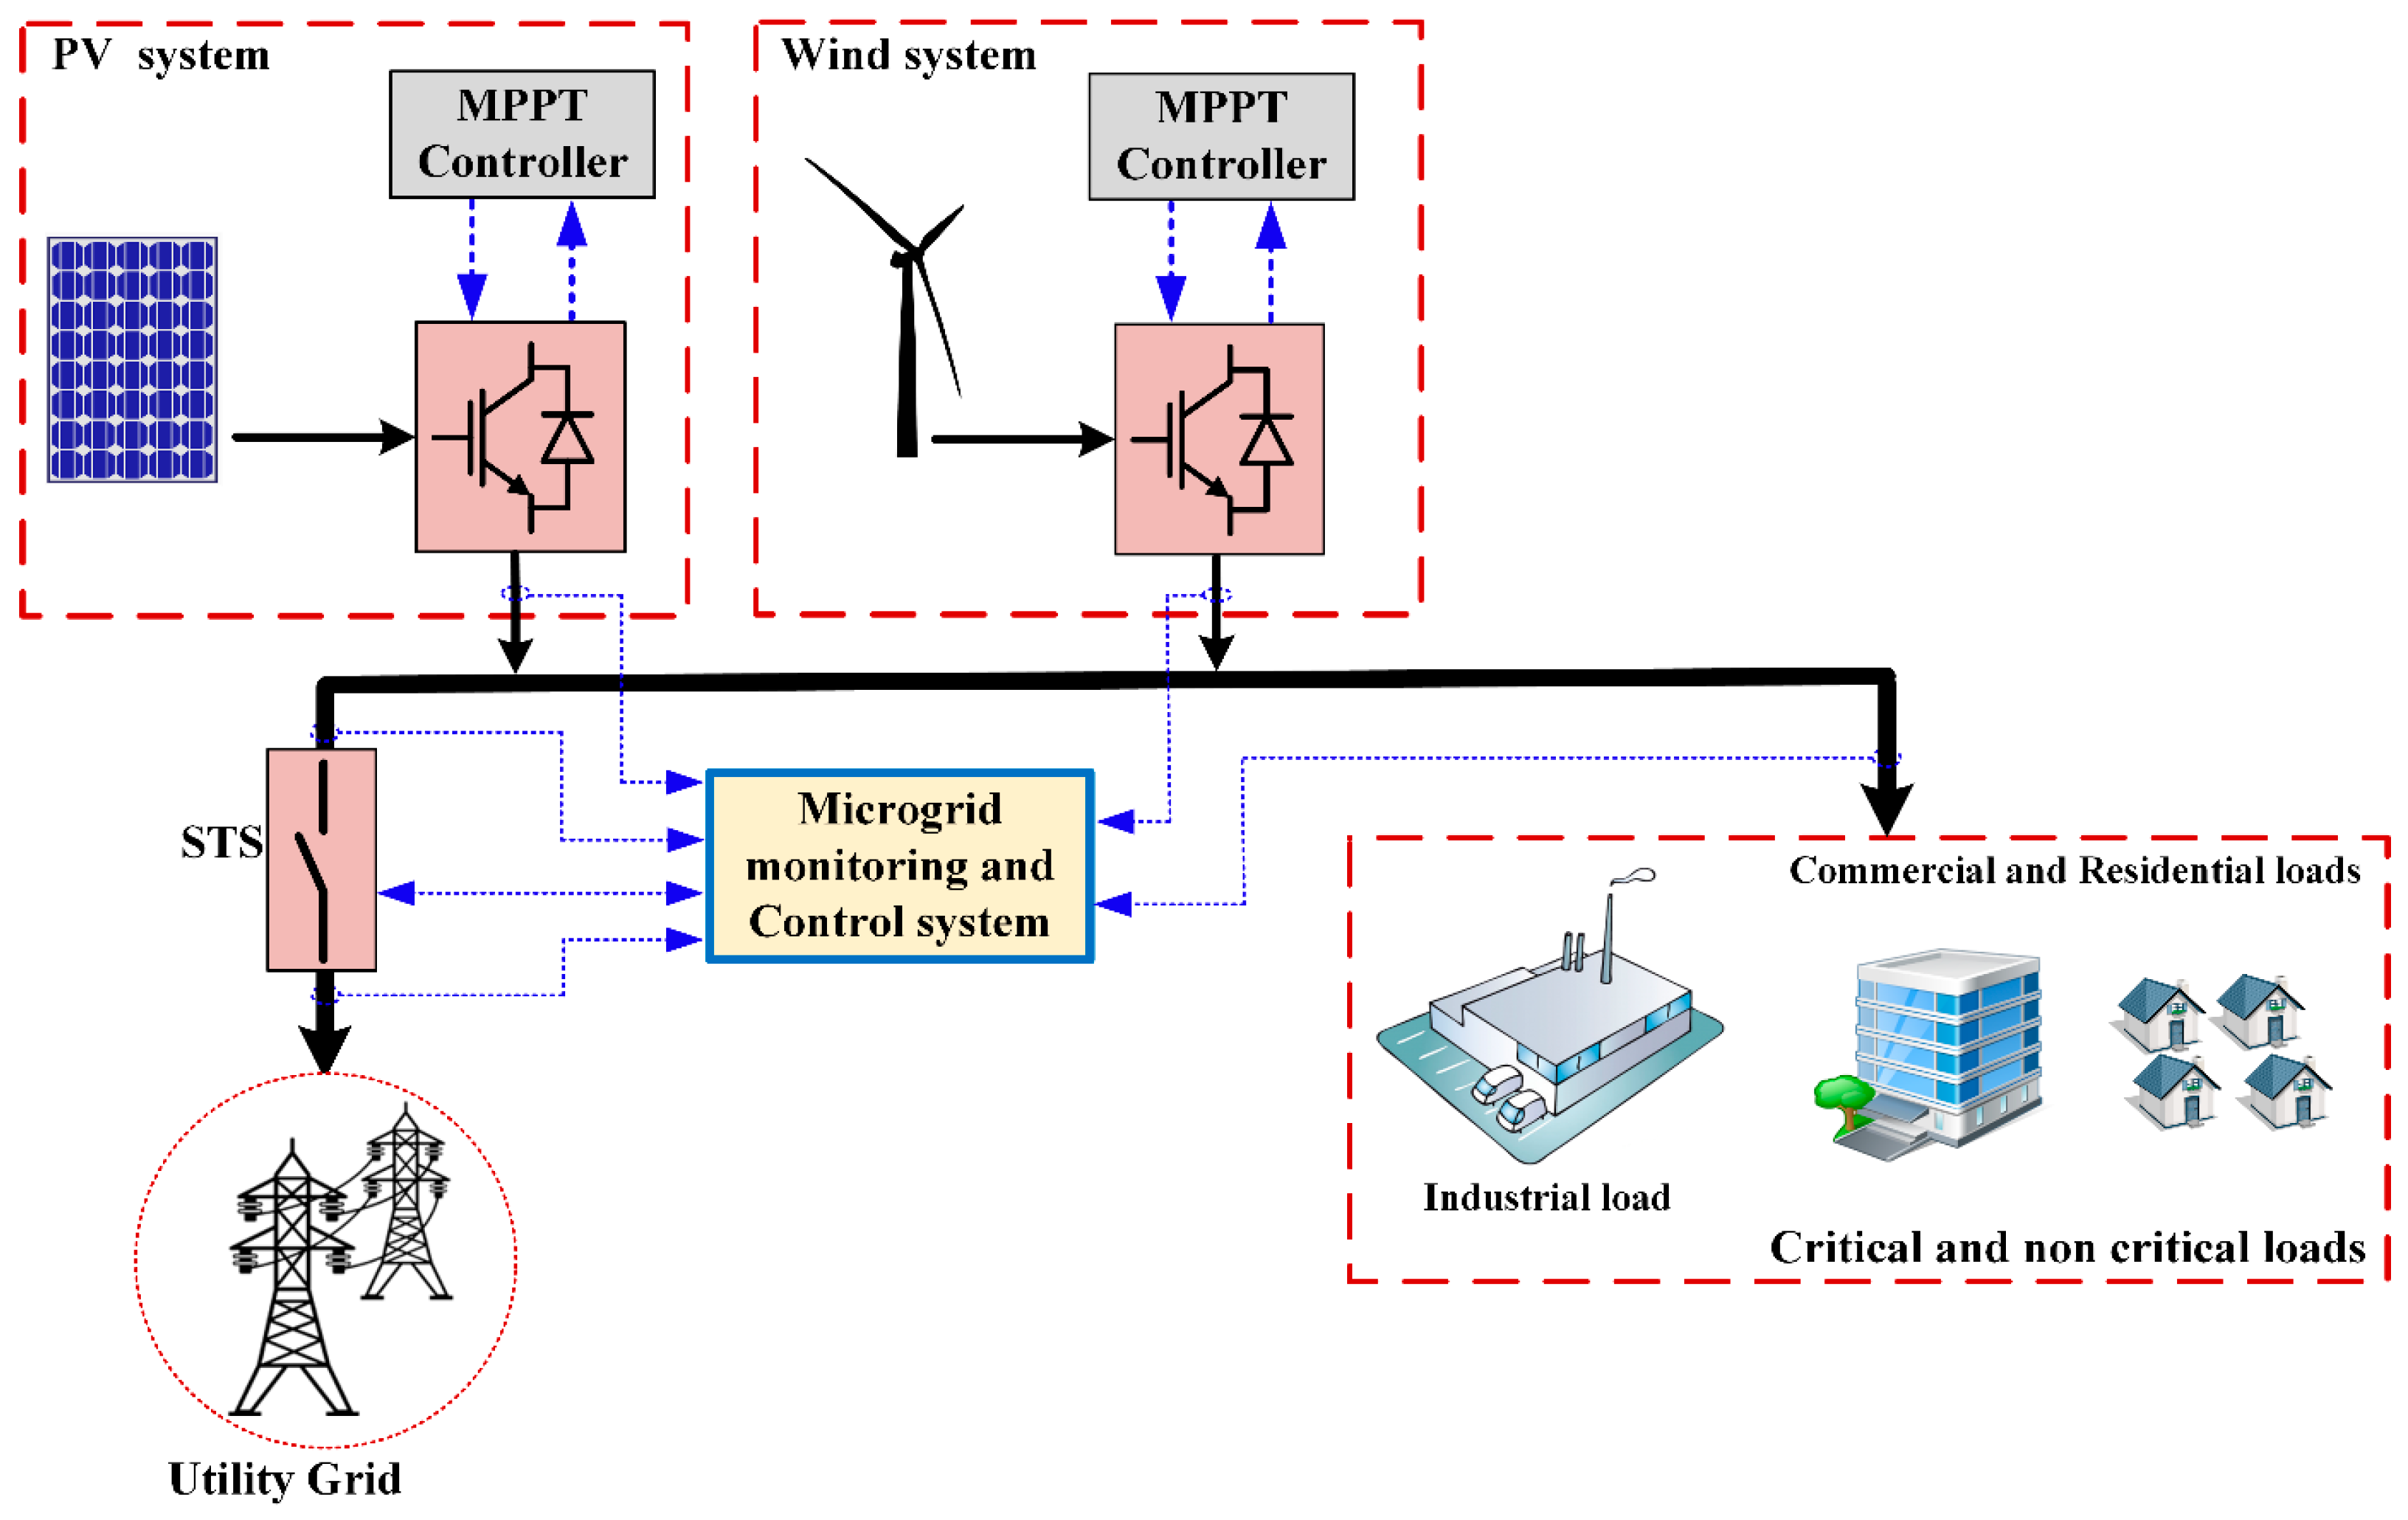 PV system
MPPT
Controller
Wind system
MPPT
Controller
STS
Microgrid
monitoring and
Control system
Commercial and Residential loads
Industrial load
Critical and non critical loads
Utility Grid